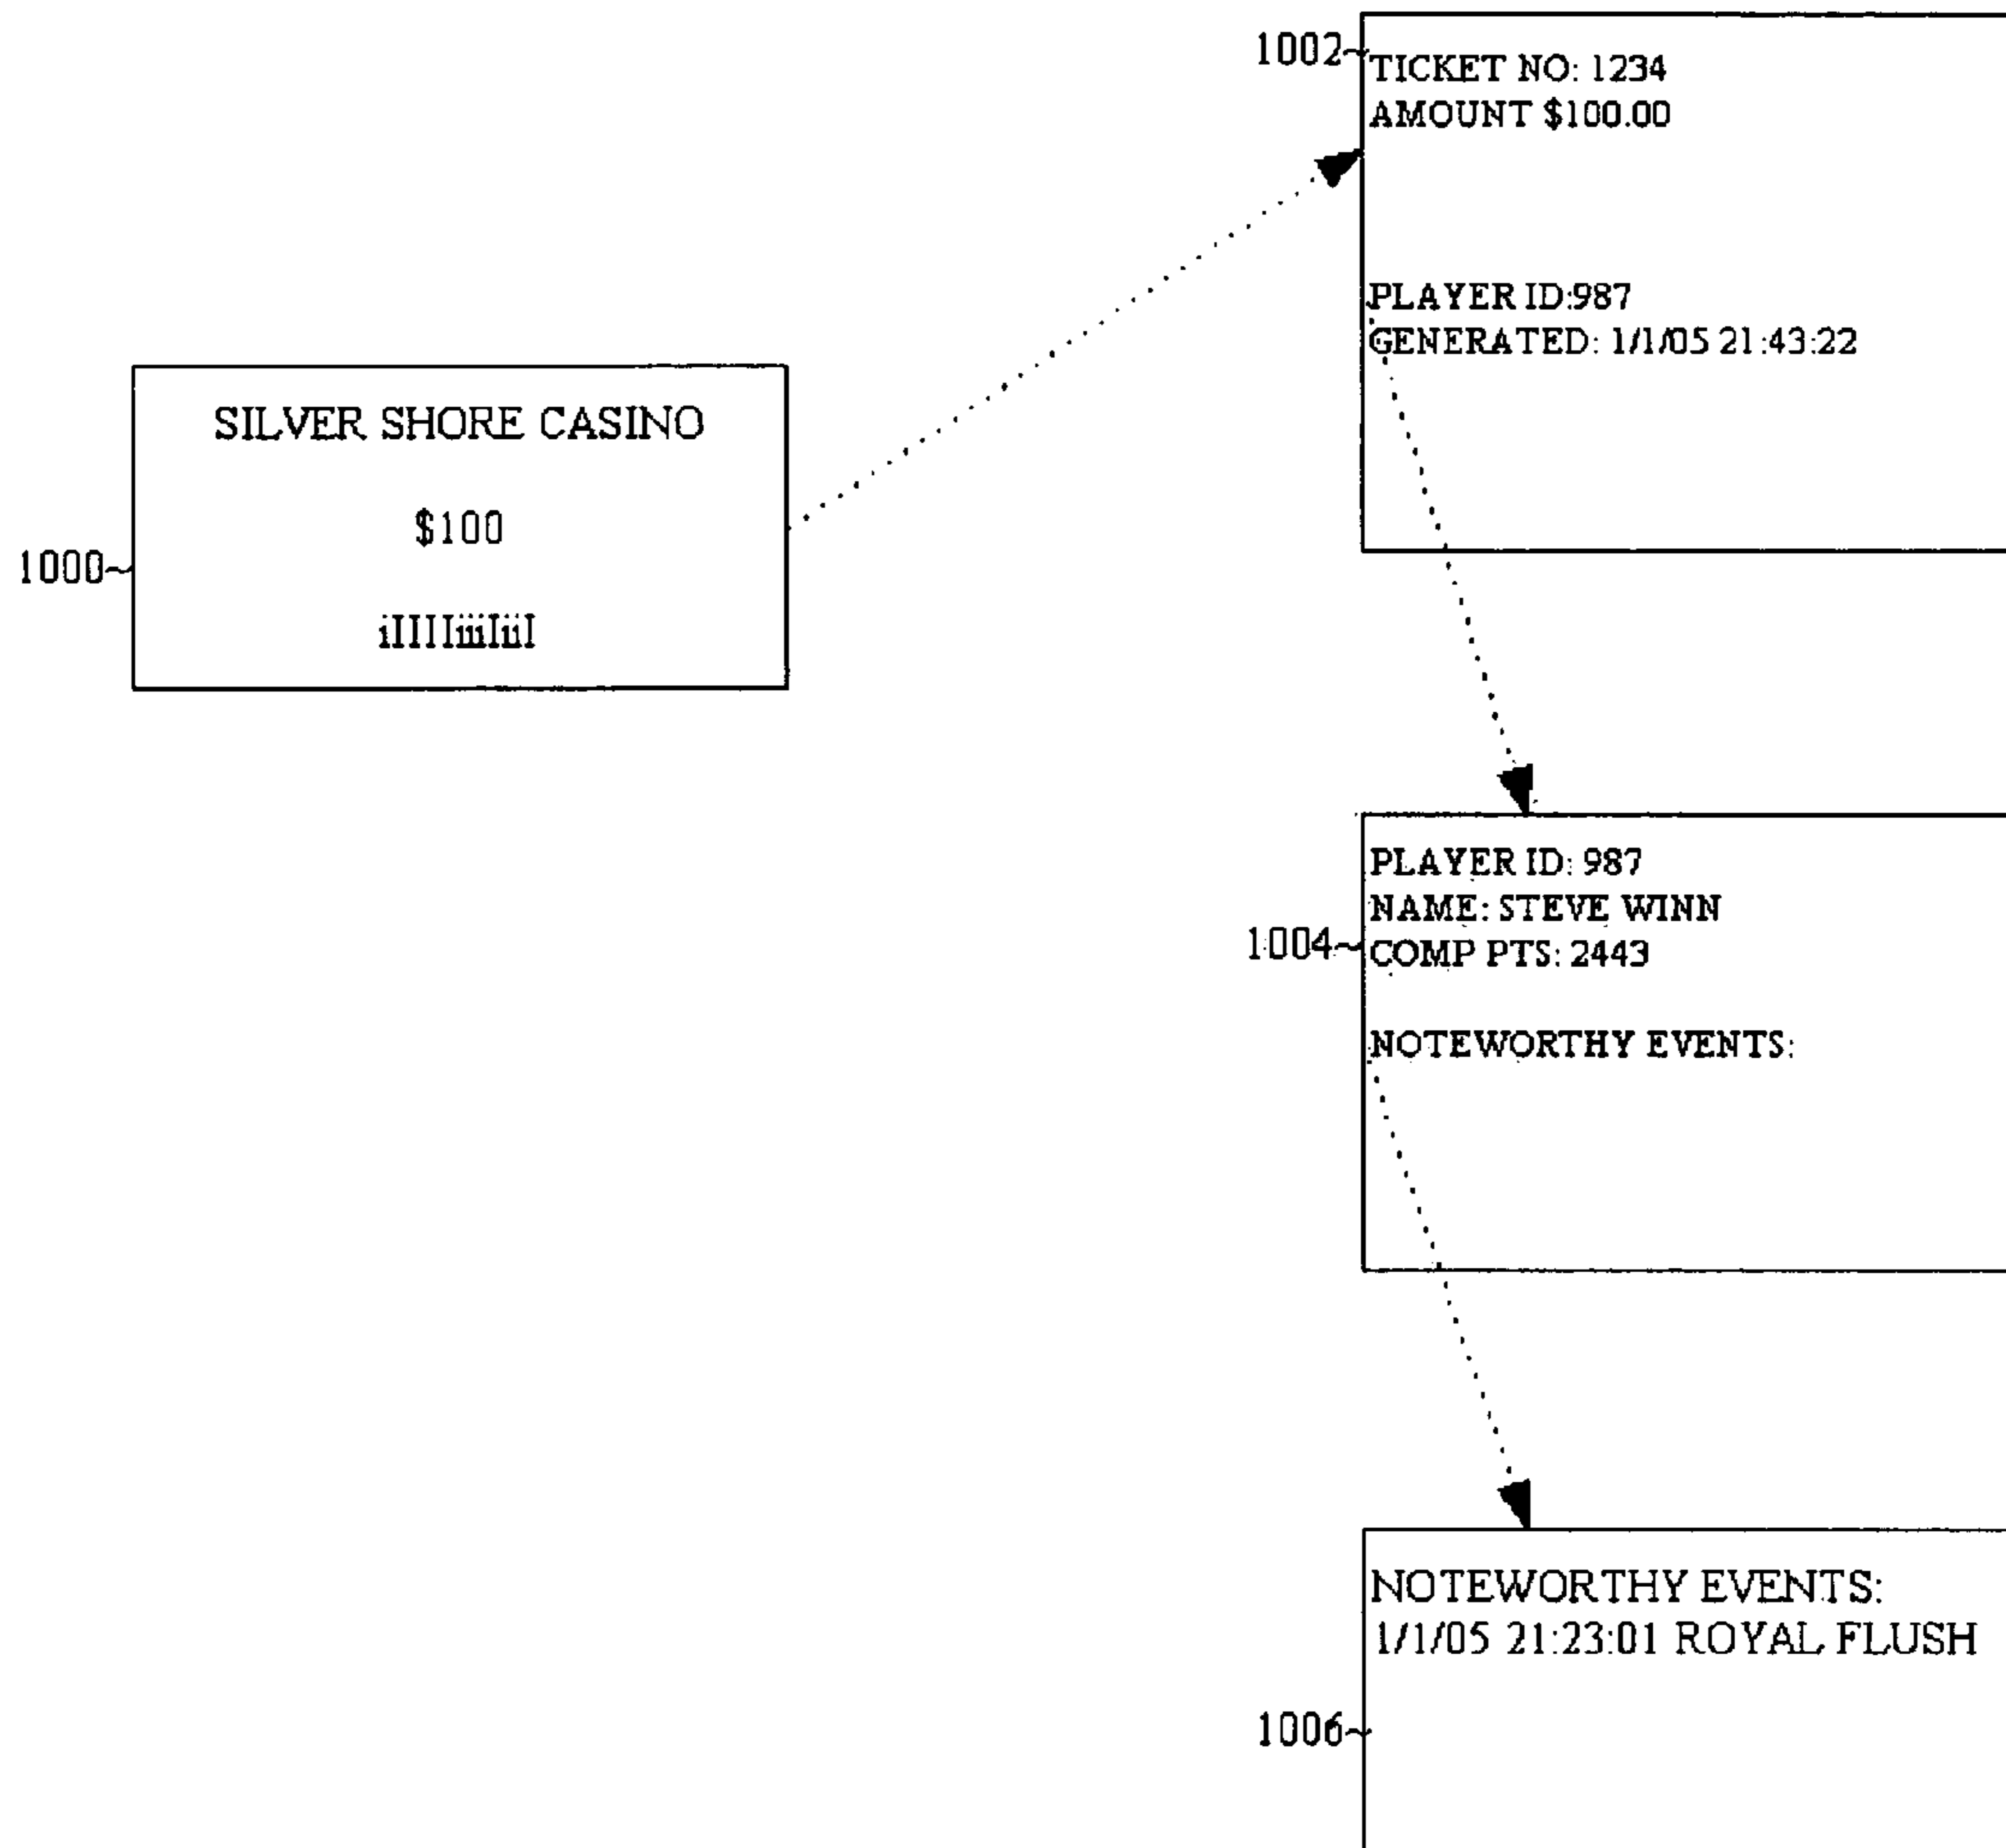 1002
TICKET NO: 1234
AMOUNT $100.00
PLAYER ID:987
GENERATED: 1/1/05 21:43:22
SILVER SHORE CASINO
$100
1000
iIIIIiiiIiiI
PLAYER ID: 987
NAME: STEVE WINN
1004
COMP PTS: 2443
NOTEWORTHY EVENTS:
NOTEWORTHY EVENTS:
1/1/05 21:23:01 ROYAL FLUSH
1006